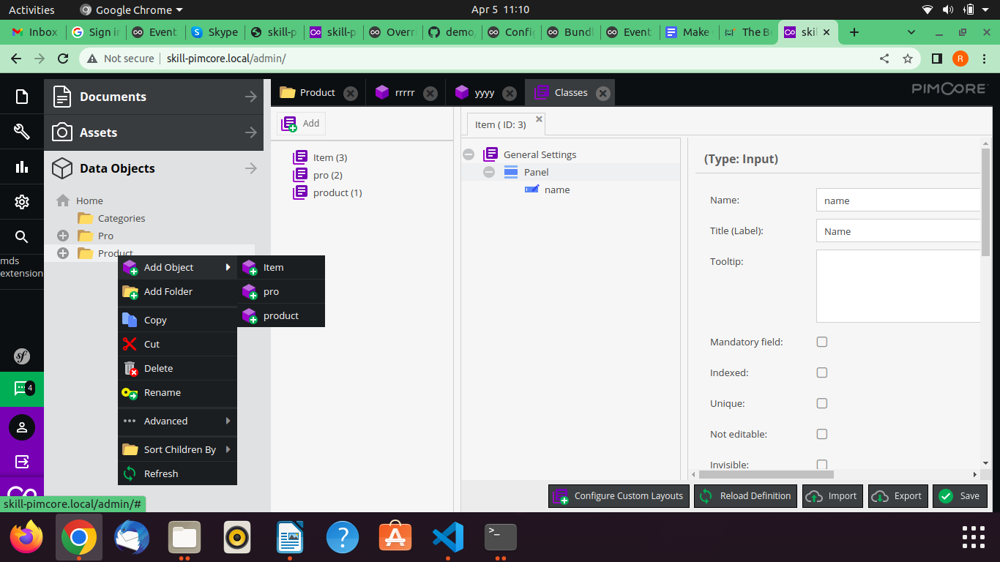 Activities
Google Chrome
Apr 5 11:10
Inbox
Sign in
Event
Skype
skill-p
skill-p
Overri
demo
Config
Bundl
Event
Make
The Be
skil
Not secure
skill-pimcore.local/admin/
R
Documents
Assets
Data Objects
Home
Categories
Pro
Product
mds
extension
4
Add Object
Add Folder
Copy
Cut
Delete
Rename
Advanced
Sort Children By
Refresh
Item
pro
product
Product
rrrrr
yyyy
Classes
PIMCORE
Add
Item (3)
pro (2)
product (1)
Item ( ID: 3)
General Settings
Panel
name
(Type: Input)
Name:
name
Title (Label):
Name
Tooltip:
Mandatory field:
Indexed:
Unique:
Not editable:
Invisible:
Configure Custom Layouts
Reload Definition
Import
Export
Save
skill-pimcore.local/admin/#